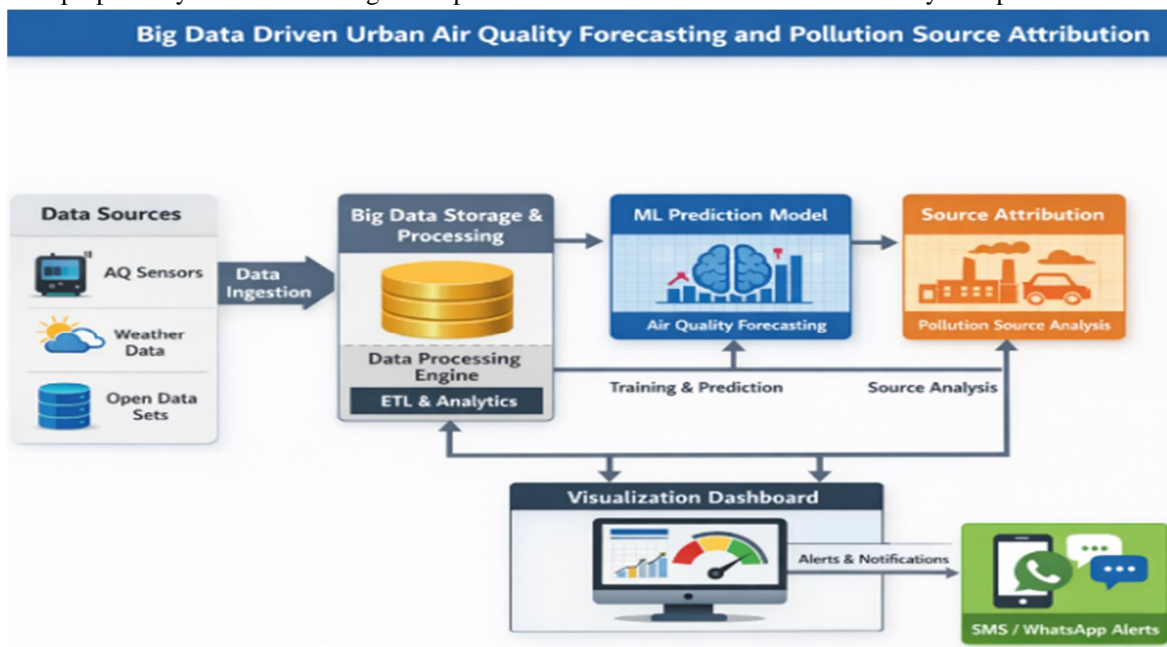 Big Data Driven Urban Air Quality Forecasting and Pollution Source Attribution
Data Sources
AQ Sensors
Weather
Data
Open Data
Sets
Data
Ingestion
Big Data Storage &
Processing
Data Processing
Engine
ETL & Analytics
ML Prediction Model
Air Quality Forecasting
Source Attribution
Pollution Source Analysis
Training & Prediction
Source Analysis
Visualization Dashboard
Alerts & Notifications
SMS / WhatsApp Alerts